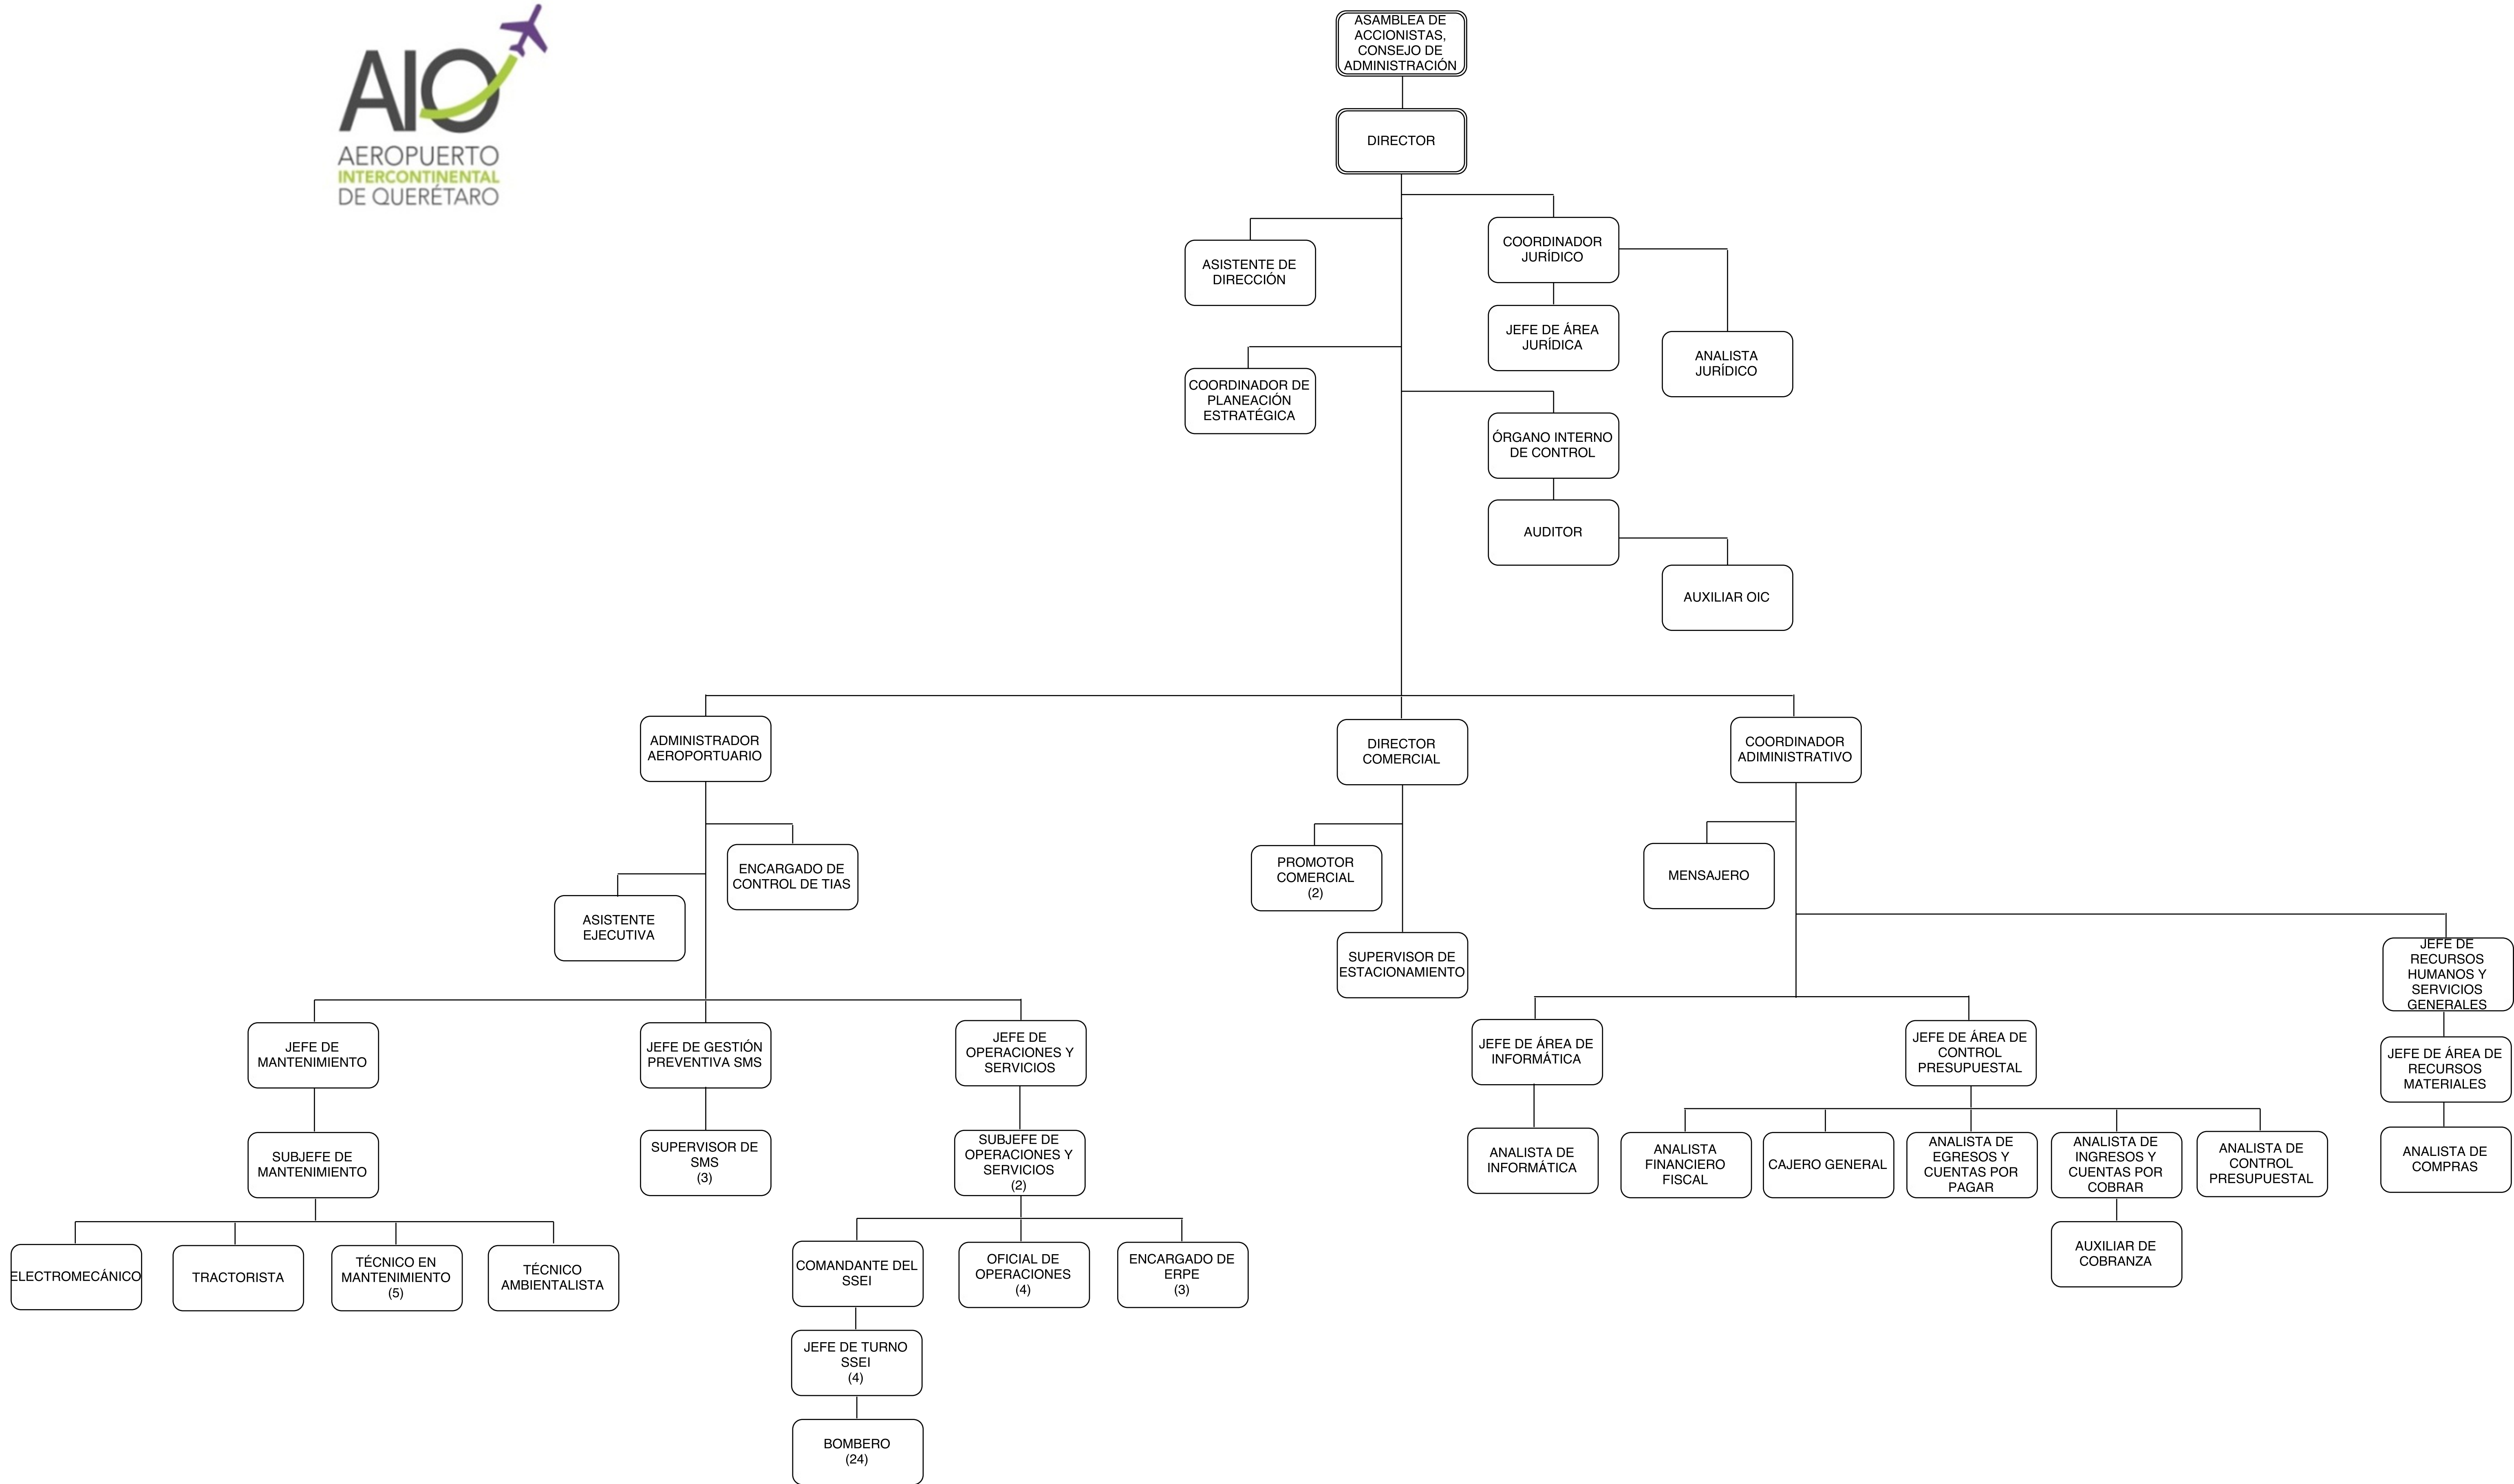 AIQ
AEROPUERTO
INTERCONTINENTAL
DE QUERÉTARO
ASAMBLEA DE
ACCIONISTAS,
CONSEJO DE
ADMINISTRACIÓN
DIRECTOR
COORDINADOR
JURÍDICO
ASISTENTE DE
DIRECCIÓN
JEFE DE ÁREA
JURÍDICA
ANALISTA
JURÍDICO
COORDINADOR DE
PLANEACIÓN
ESTRATÉGICA
ÓRGANO INTERNO
DE CONTROL
AUDITOR
AUXILIAR OIC
ADMINISTRADOR
AEROPORTUARIO
DIRECTOR
COMERCIAL
COORDINADOR
ADIMINISTRATIVO
ENCARGADO DE
CONTROL DE TIAS
ASISTENTE
EJECUTIVA
PROMOTOR
COMERCIAL
(2)
MENSAJERO
SUPERVISOR DE
ESTACIONAMIENTO
JEFE DE
RECURSOS
HUMANOS Y
SERVICIOS
GENERALES
JEFE DE
MANTENIMIENTO
JEFE DE GESTIÓN
PREVENTIVA SMS
JEFE DE
OPERACIONES Y
SERVICIOS
JEFE DE ÁREA DE
INFORMÁTICA
JEFE DE ÁREA DE
CONTROL
PRESUPUESTAL
JEFE DE ÁREA DE
RECURSOS
MATERIALES
SUBJEFE DE
MANTENIMIENTO
SUPERVISOR DE
SMS
(3)
SUBJEFE DE
OPERACIONES Y
SERVICIOS
(2)
ANALISTA DE
INFORMÁTICA
ANALISTA
FINANCIERO
FISCAL
CAJERO GENERAL
ANALISTA DE
EGRESOS Y
CUENTAS POR
PAGAR
ANALISTA DE
INGRESOS Y
CUENTAS POR
COBRAR
ANALISTA DE
CONTROL
PRESUPUESTAL
ANALISTA DE
COMPRAS
ELECTROMECÁNICO
TRACTORISTA
TÉCNICO EN
MANTENIMIENTO
(5)
TÉCNICO
AMBIENTALISTA
COMANDANTE DEL
SSEI
OFICIAL DE
OPERACIONES
(4)
ENCARGADO DE
ERPE
(3)
AUXILIAR DE
COBRANZA
JEFE DE TURNO
SSEI
(4)
BOMBERO
(24)